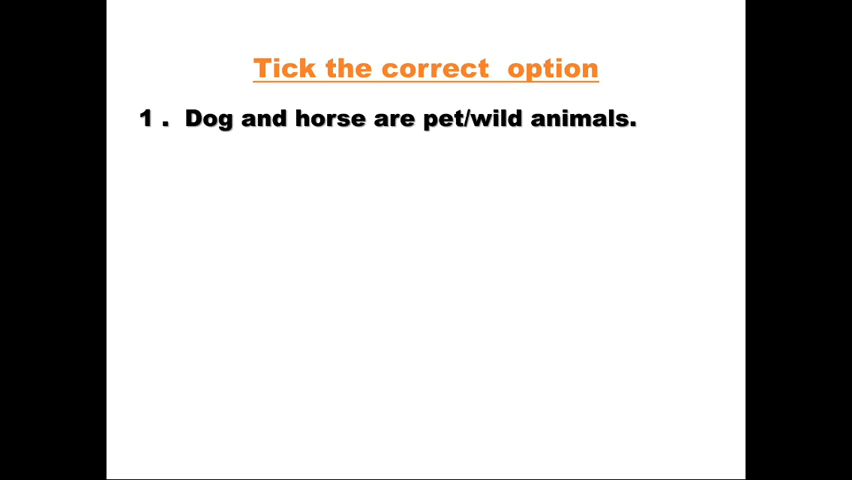 Tick the correct option
1 . Dog and horse are pet/wild animals.